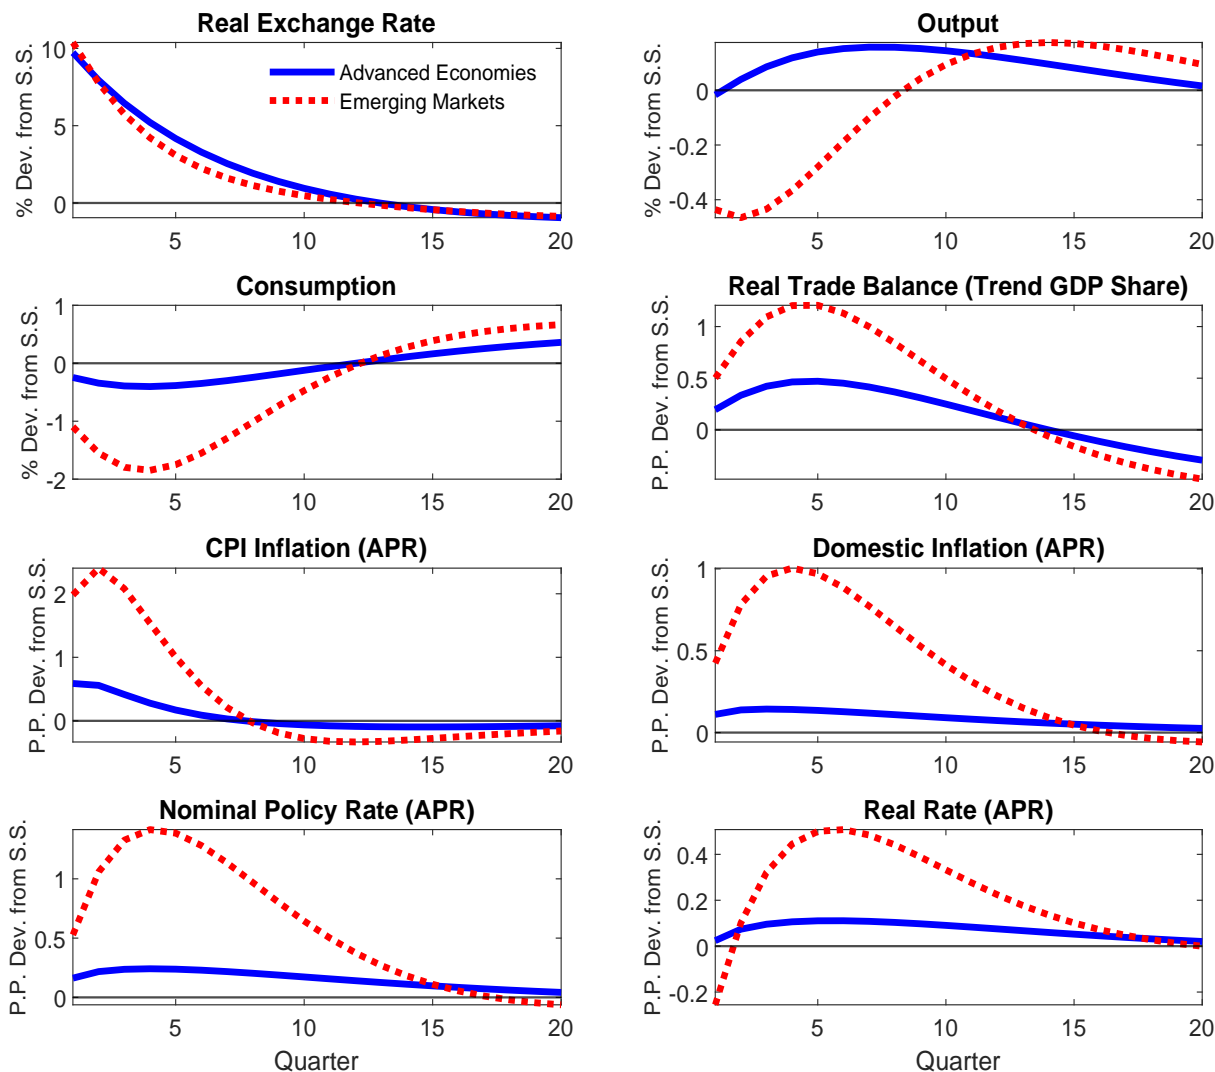 Real Exchange Rate
% Dev. from S.S.
10
5
0
5
10
15
20
Advanced Economies
Emerging Markets
Output
% Dev. from S.S.
0
-0.2
-0.4
5
10
15
20
Consumption
% Dev. from S.S.
1
0
-1
-2
5
10
15
20
Real Trade Balance (Trend GDP Share)
P.P. Dev. from S.S.
1
0.5
0
5
10
15
20
CPI Inflation (APR)
P.P. Dev. from S.S.
2
1
0
5
10
15
20
Domestic Inflation (APR)
P.P. Dev. from S.S.
1
0.5
0
5
10
15
20
Nominal Policy Rate (APR)
P.P. Dev. from S.S.
1
0.5
0
5
10
15
20
Quarter
Real Rate (APR)
P.P. Dev. from S.S.
0.4
0.2
0
-0.2
5
10
15
20
Quarter